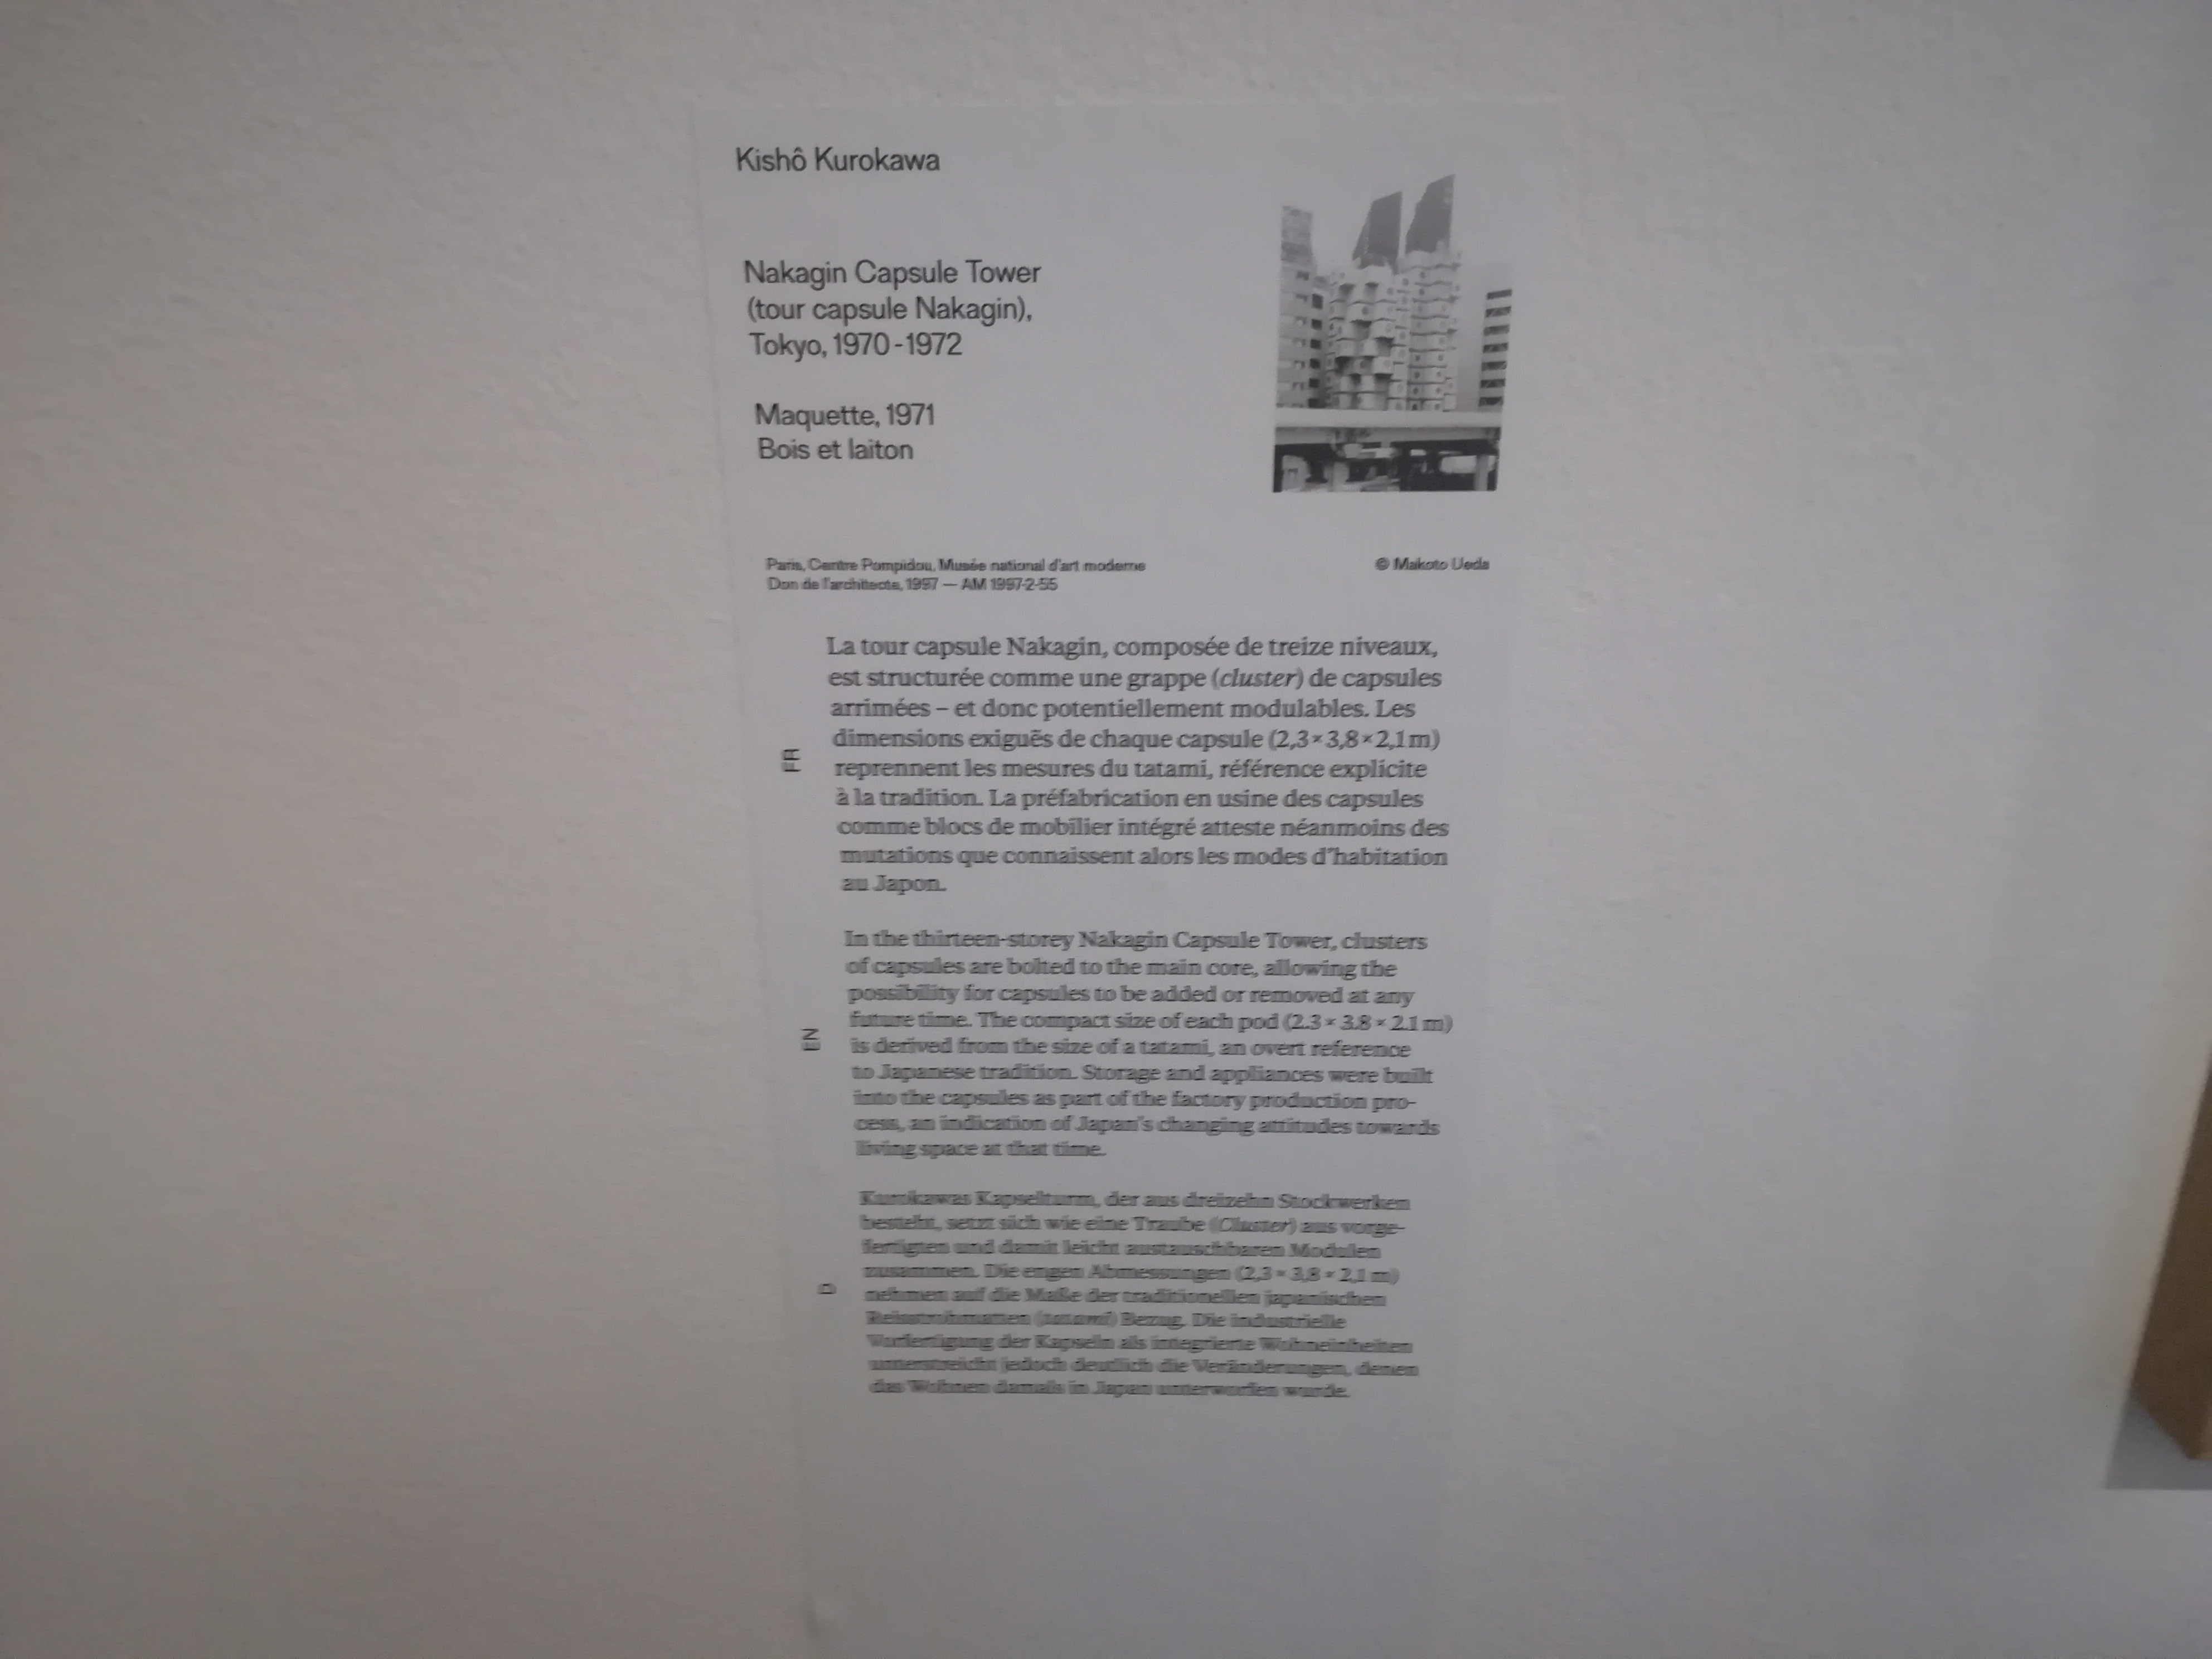 Kishô Kurokawa
Nakagin Capsule Tower
(tour capsule Nakagin),
Tokyo, 1970-1972
Maquette, 1971
Bois et laiton
Paris, Centre Pompidou, Musée national d'art moderne
Don de l'architecte, 1997 — AM 1997-2-55
© Makoto Ueda
FR
La tour capsule Nakagin, composée de treize niveaux,
est structurée comme une grappe (cluster) de capsules
arrimées – et donc potentiellement modulables. Les
dimensions exiguës de chaque capsule (2,3 × 3,8 × 2,1 m)
reprennent les mesures du tatami, référence explicite
à la tradition. La préfabrication en usine des capsules
comme blocs de mobilier intégré atteste néanmoins des
mutations que connaissent alors les modes d'habitation
au Japon.
EN
In the thirteen-storey Nakagin Capsule Tower, clusters
of capsules are bolted to the main core, allowing the
possibility for capsules to be added or removed at any
future time. The compact size of each pod (2.3 × 3.8 × 2.1 m)
is derived from the size of a tatami, an overt reference
to Japanese tradition. Storage and appliances were built
into the capsules as part of the factory production pro-
cess, an indication of Japan's changing attitudes towards
living space at that time.
D
Kurokawas Kapselturm, der aus dreizehn Stockwerken
besteht, setzt sich wie eine Traube (Cluster) aus vorge-
fertigten und damit leicht austauschbaren Modulen
zusammen. Die engen Abmessungen (2,3 × 3,8 × 2,1 m)
nehmen auf die Maße der traditionellen japanischen
Reisstrohmatten (tatami) Bezug. Die industrielle
Vorfertigung der Kapseln als integrierte Wohneinheiten
unterstreicht jedoch deutlich die Veränderungen, denen
das Wohnen damals in Japan unterworfen wurde.